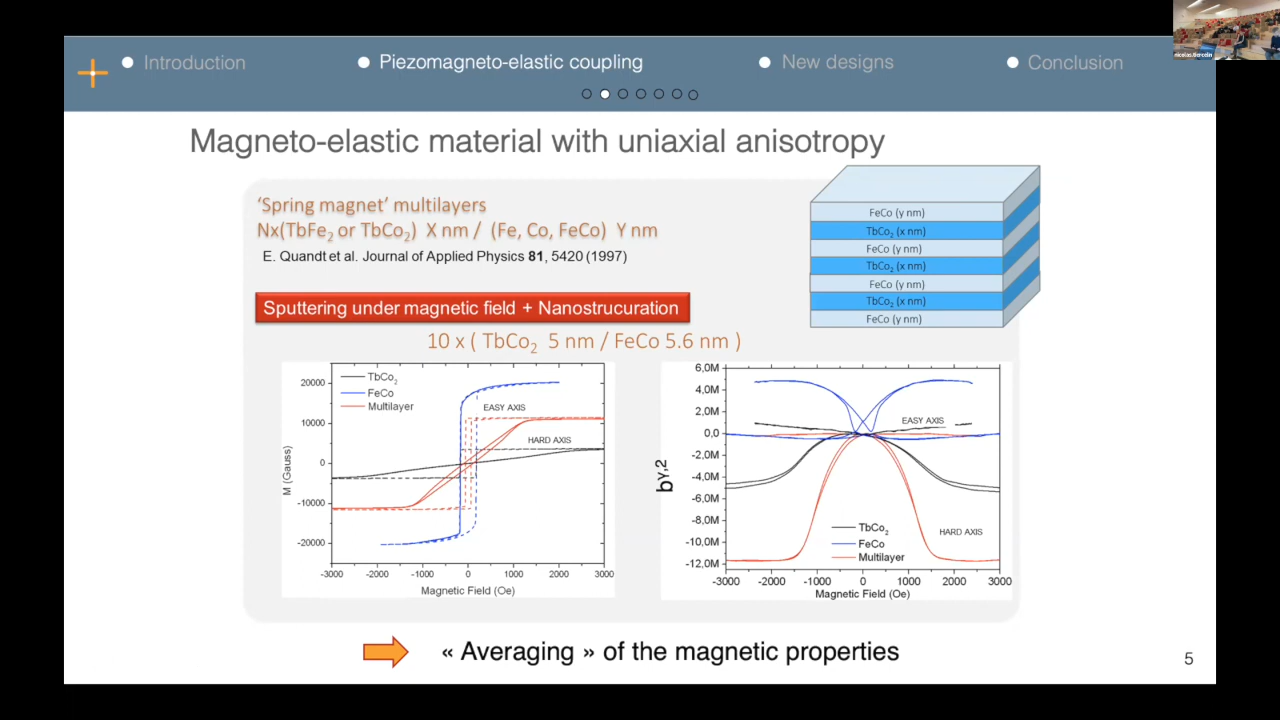 Introduction
Piezomagneto-elastic coupling
New designs
Conclusion
Magneto-elastic material with uniaxial anisotropy
‘Spring magnet’ multilayers
Nx(TbFe₂ or TbCo₂) X nm / (Fe, Co, FeCo) Y nm
E. Quandt et al. Journal of Applied Physics 81, 5420 (1997)
FeCo (y nm)
TbCo₂ (x nm)
FeCo (y nm)
TbCo₂ (x nm)
FeCo (y nm)
TbCo₂ (x nm)
FeCo (y nm)
Sputtering under magnetic field + Nanostrucuration
10 x ( TbCo₂ 5 nm / FeCo 5.6 nm )
TbCo₂
FeCo
Multilayer
EASY AXIS
HARD AXIS
20000
10000
0
-10000
-20000
M (Gauss)
-3000 -2000 -1000 0 1000 2000 3000
Magnetic Field (Oe)
6,0M
4,0M
2,0M
0,0
-2,0M
-4,0M
-6,0M
-8,0M
-10,0M
-12,0M
bγ,2
EASY AXIS
HARD AXIS
TbCo₂
FeCo
Multilayer
-3000 -2000 -1000 0 1000 2000 3000
Magnetic Field (Oe)
« Averaging » of the magnetic properties
5